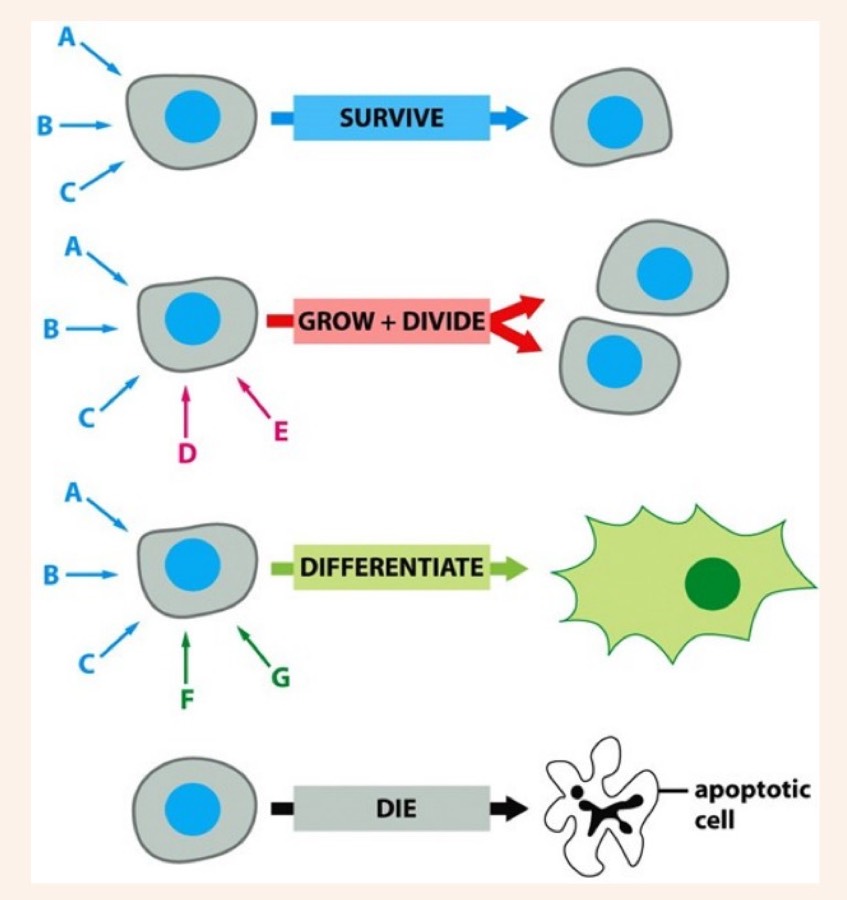 A
B
C
SURVIVE
A
B
C
D
E
GROW + DIVIDE
A
B
C
F
G
DIFFERENTIATE
DIE
apoptotic
cell